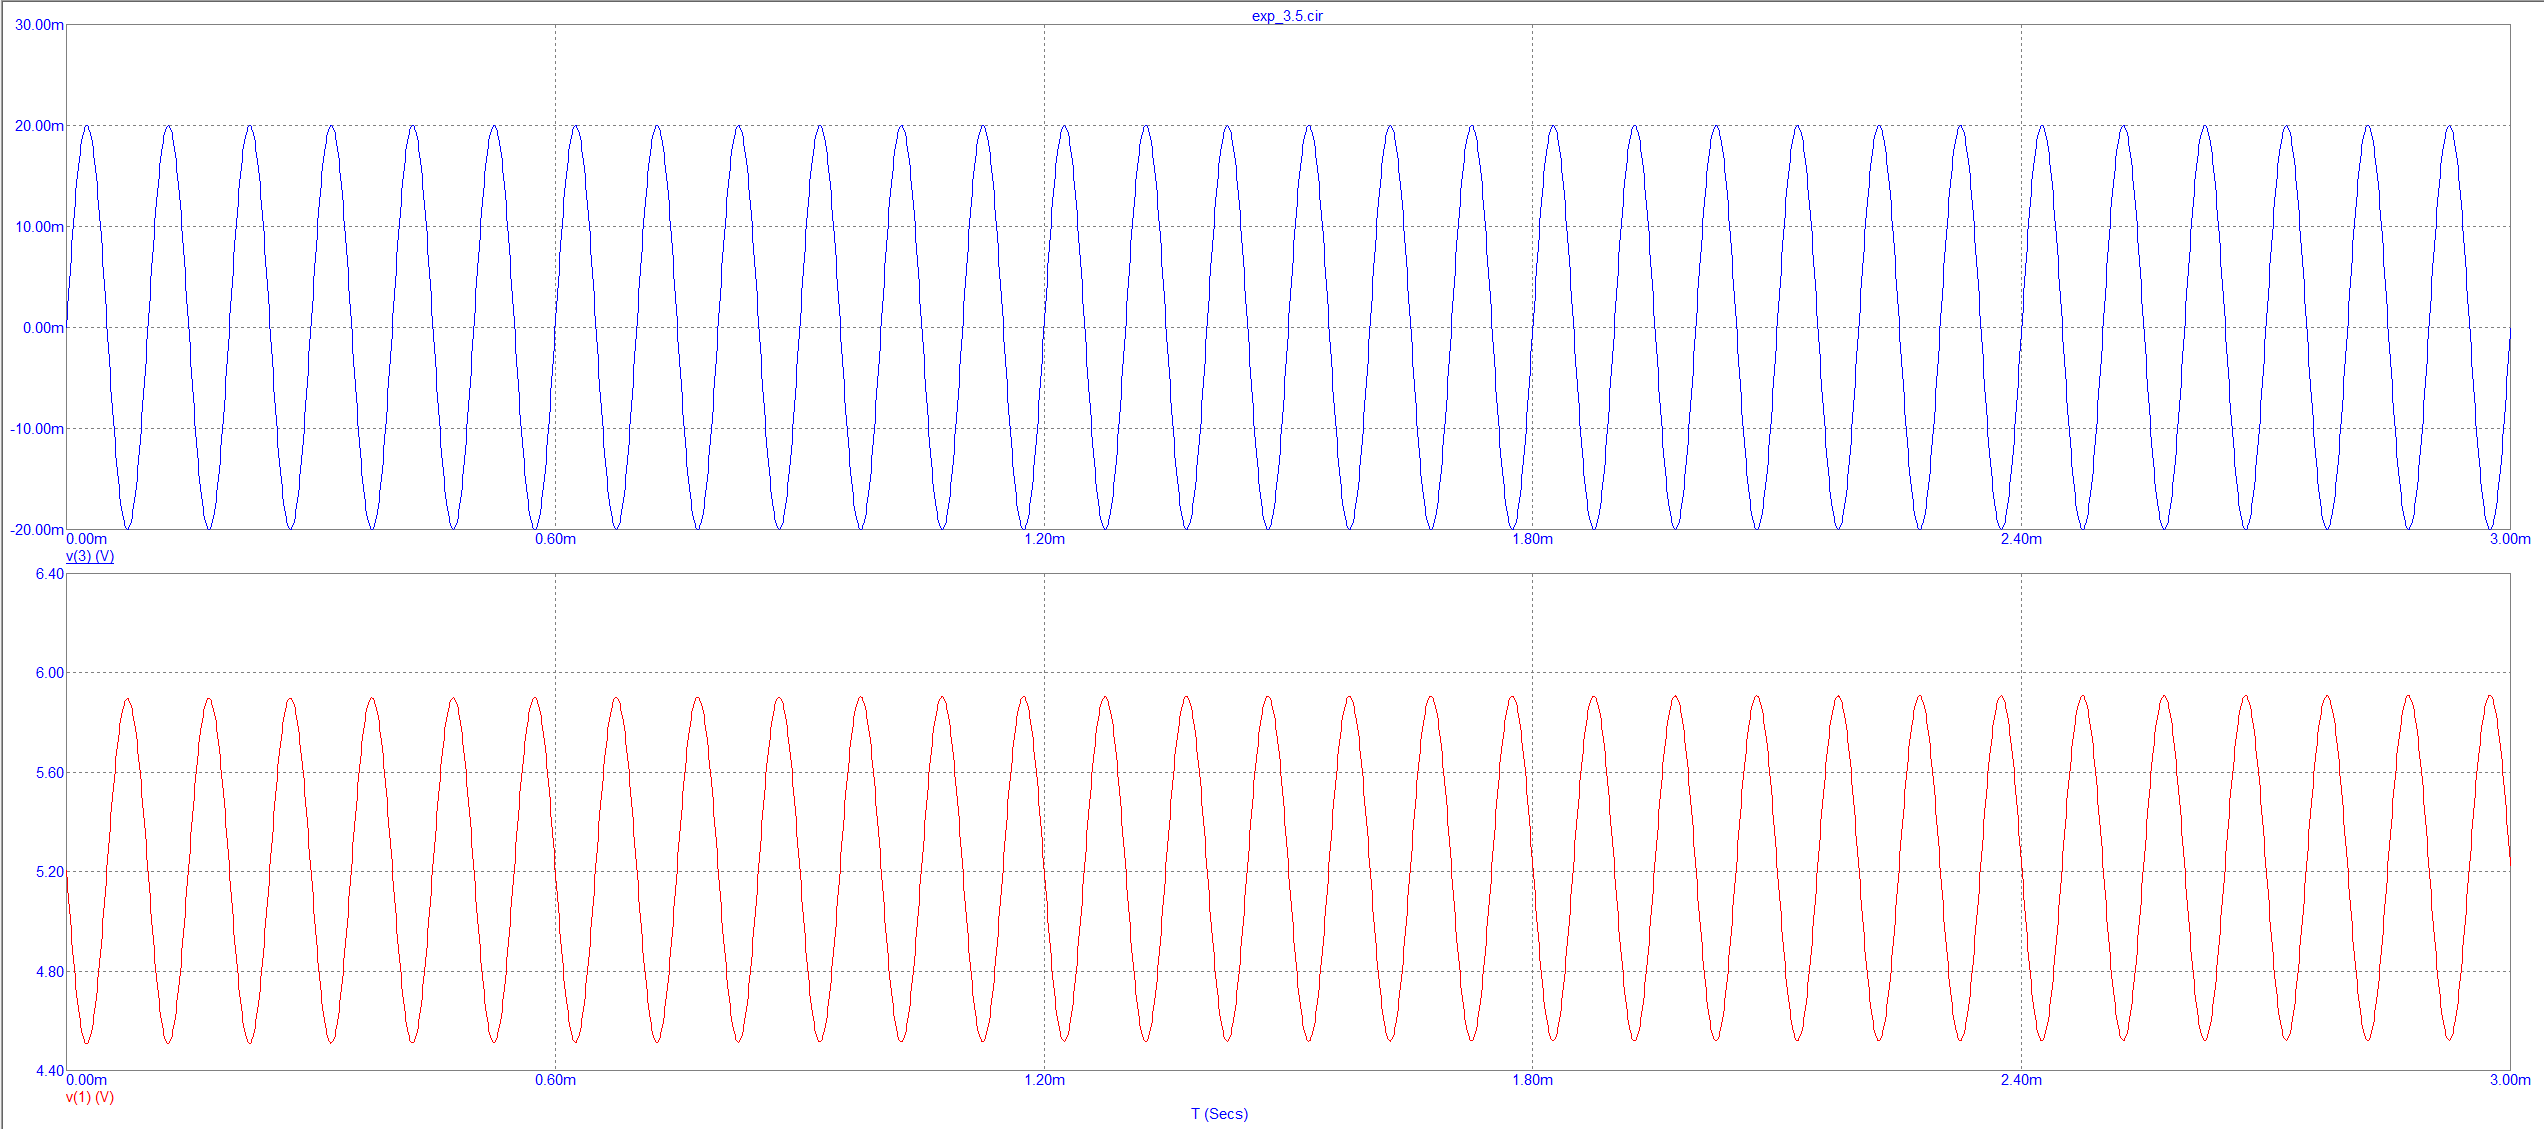 exp_3.5.cir
30.00m
20.00m
10.00m
0.00m
-10.00m
-20.00m
0.00m 0.60m 1.20m 1.80m 2.40m 3.00m
v(3) (V)
6.40
6.00
5.60
5.20
4.80
4.40
0.00m 0.60m 1.20m 1.80m 2.40m 3.00m
v(1) (V)
T (Secs)